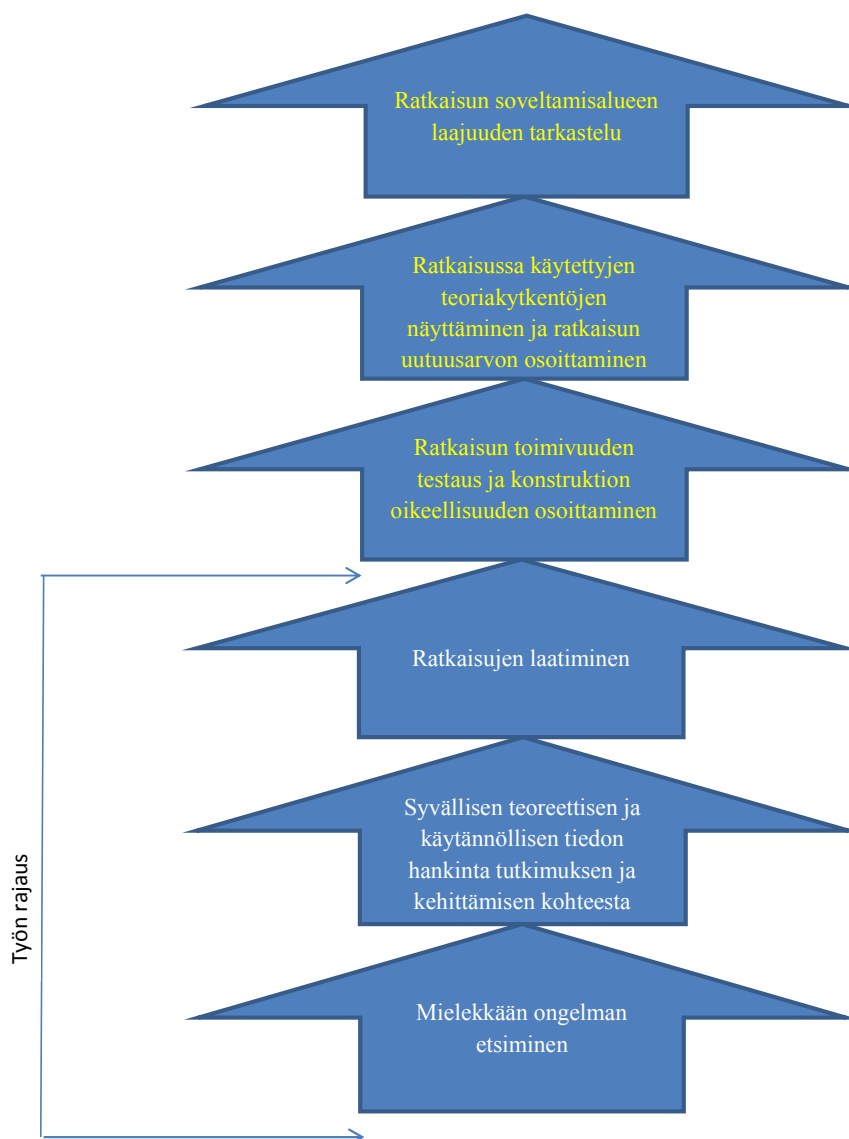 Ratkaisun soveltamisalueen
laajuuden tarkastelu
Ratkaisussa käytettyjen
teoriakytkentöjen
näyttäminen ja ratkaisun
uutuusarvon osoittaminen
Ratkaisun toimivuuden
testaus ja konstruktion
oikeellisuuden osoittaminen
Ratkaisujen laatiminen
Syvällisen teoreettisen ja
käytännöllisen tiedon
hankinta tutkimuksen ja
kehittämisen kohteesta
Mielekkään ongelman
etsiminen
Työn rajaus